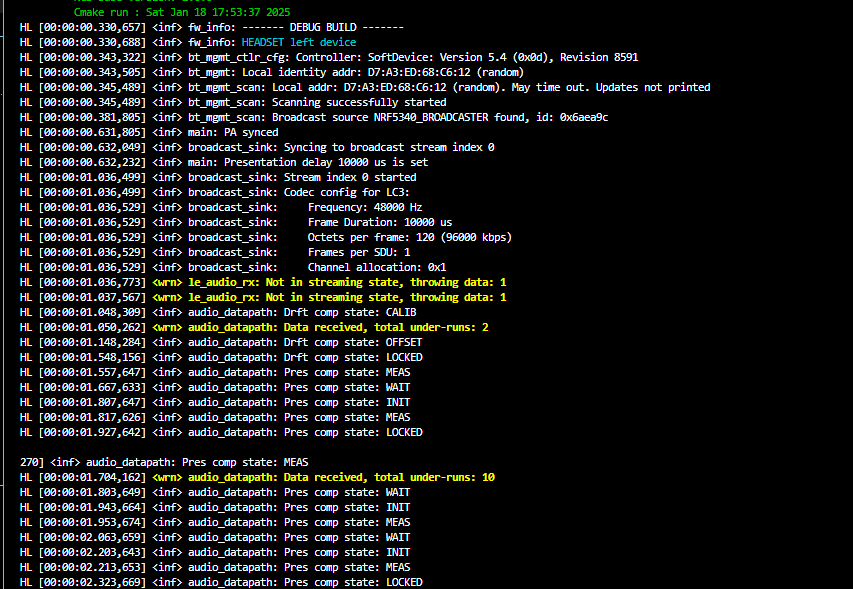 Cmake run : Sat Jan 18 17:53:37 2025
HL [00:00:00.330,657] <inf> fw_info: ------- DEBUG BUILD -------
HL [00:00:00.330,688] <inf> fw_info: HEADSET left device
HL [00:00:00.343,322] <inf> bt_mgmt_ctlr_cfg: Controller: SoftDevice: Version 5.4 (0x0d), Revision 8591
HL [00:00:00.343,505] <inf> bt_mgmt: Local identity addr: D7:A3:ED:68:C6:12 (random)
HL [00:00:00.345,489] <inf> bt_mgmt_scan: Local addr: D7:A3:ED:68:C6:12 (random). May time out. Updates not printed
HL [00:00:00.345,489] <inf> bt_mgmt_scan: Scanning successfully started
HL [00:00:00.381,805] <inf> bt_mgmt_scan: Broadcast source NRF5340_BROADCASTER found, id: 0x6aea9c
HL [00:00:00.631,805] <inf> main: PA synced
HL [00:00:00.632,049] <inf> broadcast_sink: Syncing to broadcast stream index 0
HL [00:00:00.632,232] <inf> main: Presentation delay 10000 us is set
HL [00:00:01.036,499] <inf> broadcast_sink: Stream index 0 started
HL [00:00:01.036,499] <inf> broadcast_sink: Codec config for LC3:
HL [00:00:01.036,529] <inf> broadcast_sink:     Frequency: 48000 Hz
HL [00:00:01.036,529] <inf> broadcast_sink:     Frame Duration: 10000 us
HL [00:00:01.036,529] <inf> broadcast_sink:     Octets per frame: 120 (96000 kbps)
HL [00:00:01.036,529] <inf> broadcast_sink:     Frames per SDU: 1
HL [00:00:01.036,529] <inf> broadcast_sink:     Channel allocation: 0x1
HL [00:00:01.036,773] <wrn> le_audio_rx: Not in streaming state, throwing data: 1
HL [00:00:01.037,567] <wrn> le_audio_rx: Not in streaming state, throwing data: 1
HL [00:00:01.048,309] <inf> audio_datapath: Drft comp state: CALIB
HL [00:00:01.050,262] <wrn> audio_datapath: Data received, total under-runs: 2
HL [00:00:01.148,284] <inf> audio_datapath: Drft comp state: OFFSET
HL [00:00:01.548,156] <inf> audio_datapath: Drft comp state: LOCKED
HL [00:00:01.557,647] <inf> audio_datapath: Pres comp state: MEAS
HL [00:00:01.667,633] <inf> audio_datapath: Pres comp state: WAIT
HL [00:00:01.807,647] <inf> audio_datapath: Pres comp state: INIT
HL [00:00:01.817,626] <inf> audio_datapath: Pres comp state: MEAS
HL [00:00:01.927,642] <inf> audio_datapath: Pres comp state: LOCKED
270] <inf> audio_datapath: Pres comp state: MEAS
HL [00:00:01.704,162] <wrn> audio_datapath: Data received, total under-runs: 10
HL [00:00:01.803,649] <inf> audio_datapath: Pres comp state: WAIT
HL [00:00:01.943,664] <inf> audio_datapath: Pres comp state: INIT
HL [00:00:01.953,674] <inf> audio_datapath: Pres comp state: MEAS
HL [00:00:02.063,659] <inf> audio_datapath: Pres comp state: WAIT
HL [00:00:02.203,643] <inf> audio_datapath: Pres comp state: INIT
HL [00:00:02.213,653] <inf> audio_datapath: Pres comp state: MEAS
HL [00:00:02.323,669] <inf> audio_datapath: Pres comp state: LOCKED